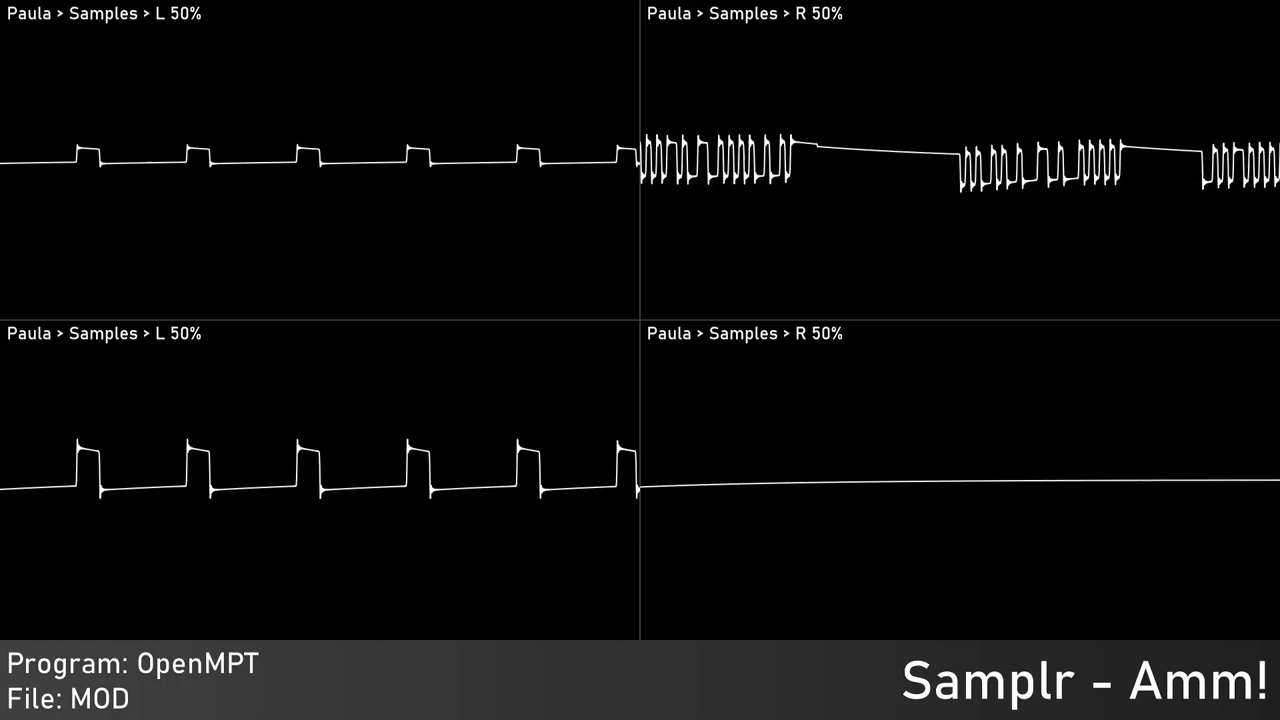 Paula > Samples > L 50%
Paula > Samples > R 50%
Paula > Samples > L 50%
Paula > Samples > R 50%
Program: OpenMPT
File: MOD
Samplr - Amm!